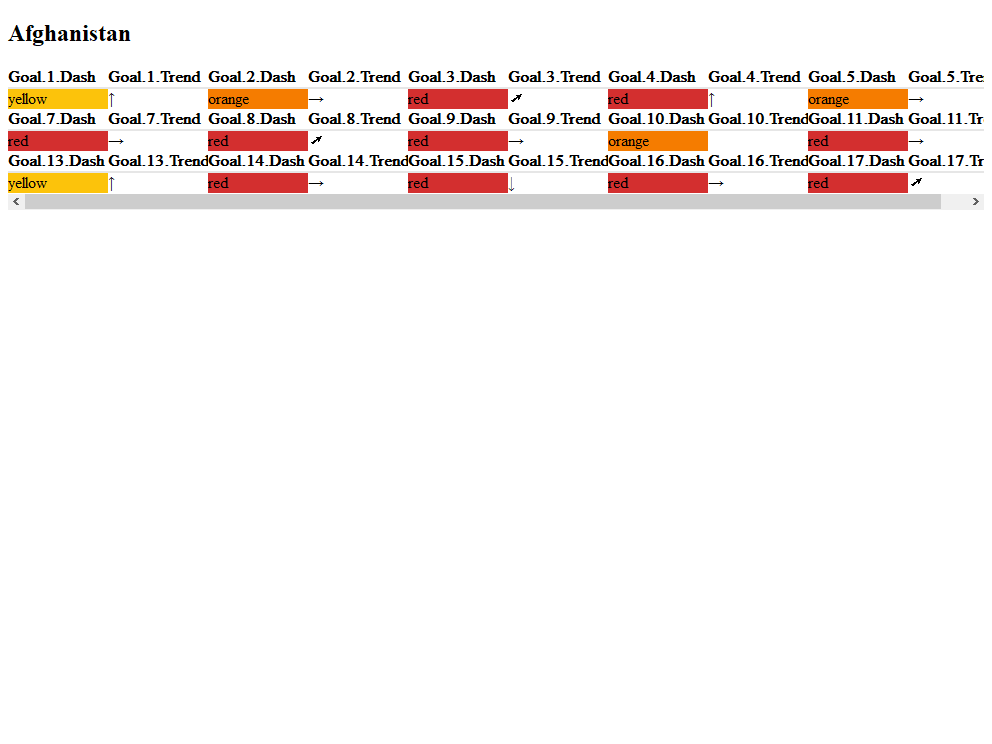 Afghanistan
Goal.1.Dash Goal.1.Trend Goal.2.Dash Goal.2.Trend Goal.3.Dash Goal.3.Trend Goal.4.Dash Goal.4.Trend Goal.5.Dash Goal.5.Tre
yellow ↑ orange → red ➚ red ↑ orange →
Goal.7.Dash Goal.7.Trend Goal.8.Dash Goal.8.Trend Goal.9.Dash Goal.9.Trend Goal.10.Dash Goal.10.Trend Goal.11.Dash Goal.11.Tr
red → red ➚ red → orange red →
Goal.13.Dash Goal.13.Trend Goal.14.Dash Goal.14.Trend Goal.15.Dash Goal.15.Trend Goal.16.Dash Goal.16.Trend Goal.17.Dash Goal.17.Tr
yellow ↑ red → red ↓ red → red ➚